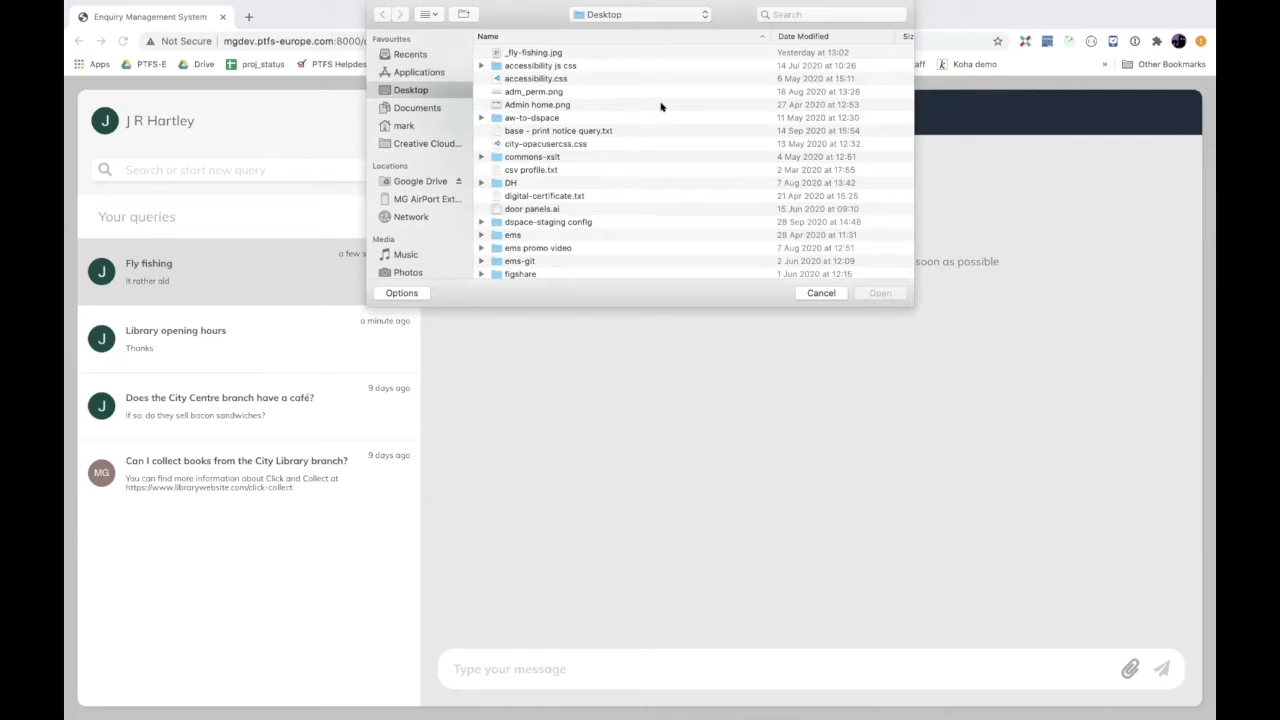 Enquiry Management System
Desktop
Search
Not Secure
mgdev.ptfs-europe.com:8000/
Apps
PTFS-E
Drive
proj_status
PTFS Helpdes
Koha demo
Other Bookmarks
Favourites
Recents
Applications
Desktop
Documents
mark
Creative Cloud...
Locations
Google Drive
MG AirPort Ext...
Network
Media
Music
Photos
Name
Date Modified
Siz
_fly-fishing.jpg
Yesterday at 13:02
accessibility js css
14 Jul 2020 at 10:26
accessibility.css
6 May 2020 at 15:11
adm_perm.png
18 Aug 2020 at 13:26
Admin home.png
27 Apr 2020 at 12:53
aw-to-dspace
11 May 2020 at 12:30
base - print notice query.txt
14 Sep 2020 at 15:54
city-opacusercss.css
13 May 2020 at 12:32
commons-xslt
4 May 2020 at 12:51
csv profile.txt
2 Mar 2020 at 17:55
DH
7 Aug 2020 at 13:42
digital-certificate.txt
21 Apr 2020 at 15:25
door panels.ai
15 Jun 2020 at 09:10
dspace-staging config
28 Sep 2020 at 14:48
ems
28 Apr 2020 at 11:31
ems promo video
7 Aug 2020 at 12:51
ems-git
2 Jun 2020 at 12:09
figshare
1 Jun 2020 at 12:15
Options
Cancel
Open
J
J R Hartley
Search or start new query
Your queries
a few s
J
Fly fishing
It rather old
a minute ago
J
Library opening hours
Thanks
9 days ago
J
Does the City Centre branch have a café?
If so, do they sell bacon sandwiches?
9 days ago
MG
Can I collect books from the City Library branch?
You can find more information about Click and Collect at
https://www.librarywebsite.com/click-collect
soon as possible
Type your message